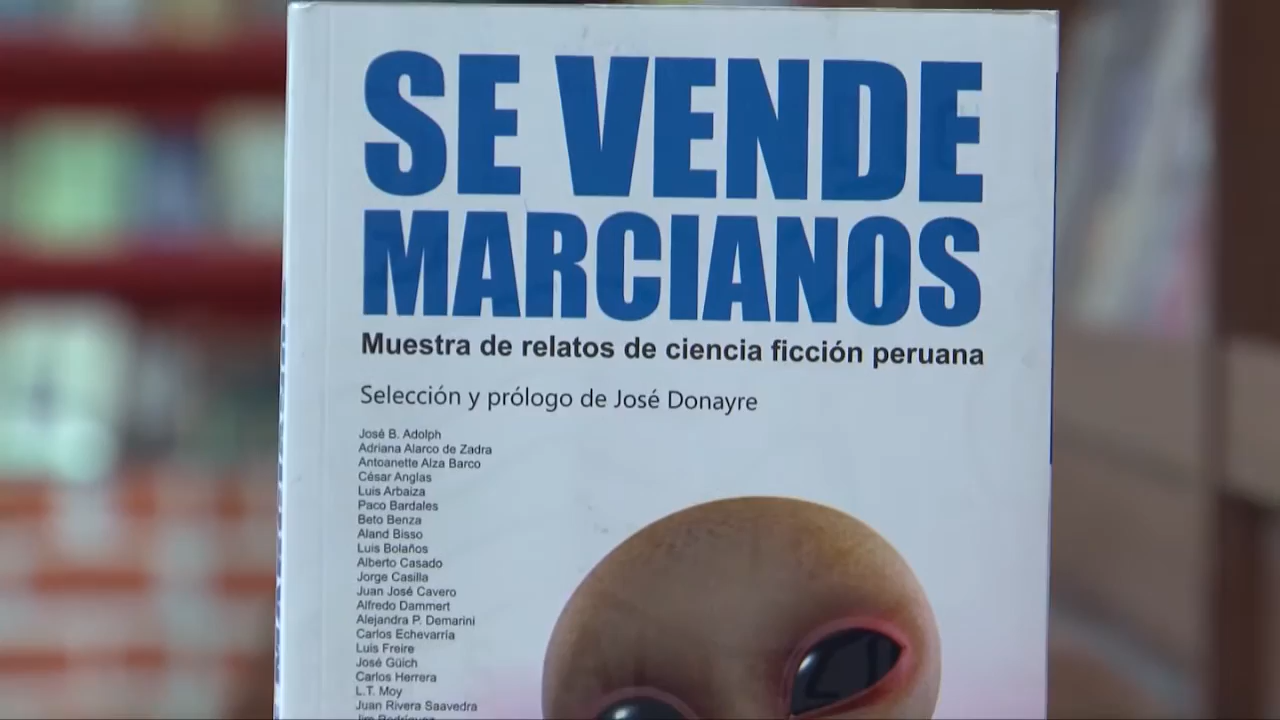 SE VENDE
MARCIANOS
Muestra de relatos de ciencia ficción peruana
Selección y prólogo de José Donayre
José B. Adolph
Adriana Alarco de Zadra
Antoanette Alza Barco
César Anglas
Luis Arbaiza
Paco Bardales
Beto Benza
Aland Bisso
Luis Bolaños
Alberto Casado
Jorge Casilla
Juan José Cavero
Alfredo Dammert
Alejandra P. Demarini
Carlos Echevarría
Luis Freire
José Güich
Carlos Herrera
L.T. Moy
Juan Rivera Saavedra